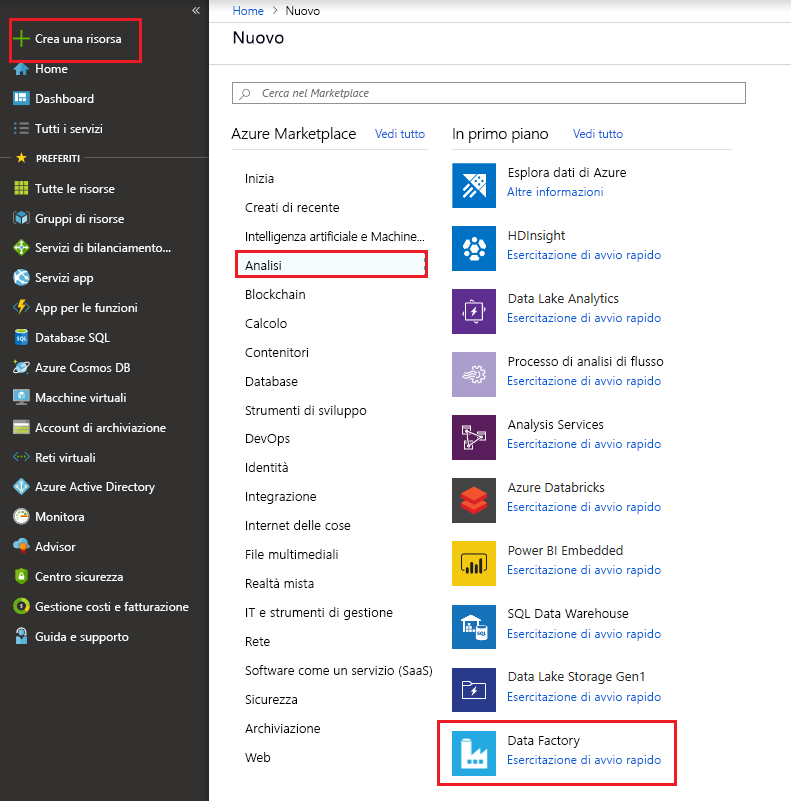 «
Crea una risorsa
Home
Dashboard
Tutti i servizi
PREFERITI
Tutte le risorse
Gruppi di risorse
Servizi di bilanciamento...
Servizi app
App per le funzioni
Database SQL
Azure Cosmos DB
Macchine virtuali
Account di archiviazione
Reti virtuali
Azure Active Directory
Monitora
Advisor
Centro sicurezza
Gestione costi e fatturazione
Guida e supporto
Home > Nuovo
Nuovo
Cerca nel Marketplace
Azure Marketplace Vedi tutto
Inizia
Creati di recente
Intelligenza artificiale e Machine...
Analisi
Blockchain
Calcolo
Contenitori
Database
Strumenti di sviluppo
DevOps
Identità
Integrazione
Internet delle cose
File multimediali
Realtà mista
IT e strumenti di gestione
Rete
Software come un servizio (SaaS)
Sicurezza
Archiviazione
Web
In primo piano Vedi tutto
Esplora dati di Azure
Altre informazioni
HDInsight
Esercitazione di avvio rapido
Data Lake Analytics
Esercitazione di avvio rapido
Processo di analisi di flusso
Esercitazione di avvio rapido
Analysis Services
Esercitazione di avvio rapido
Azure Databricks
Esercitazione di avvio rapido
Power BI Embedded
Esercitazione di avvio rapido
SQL Data Warehouse
Esercitazione di avvio rapido
Data Lake Storage Gen1
Esercitazione di avvio rapido
Data Factory
Esercitazione di avvio rapido